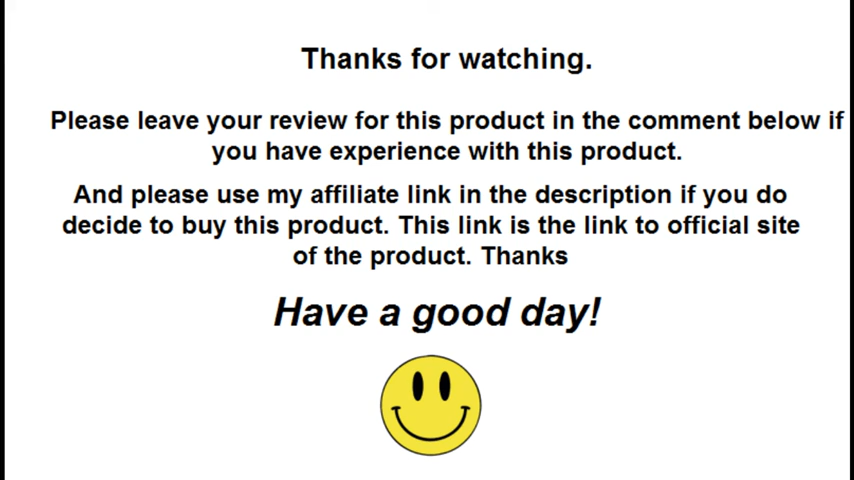 Thanks for watching.
Please leave your review for this product in the comment below if
you have experience with this product.
And please use my affiliate link in the description if you do
decide to buy this product. This link is the link to official site
of the product. Thanks
Have a good day!